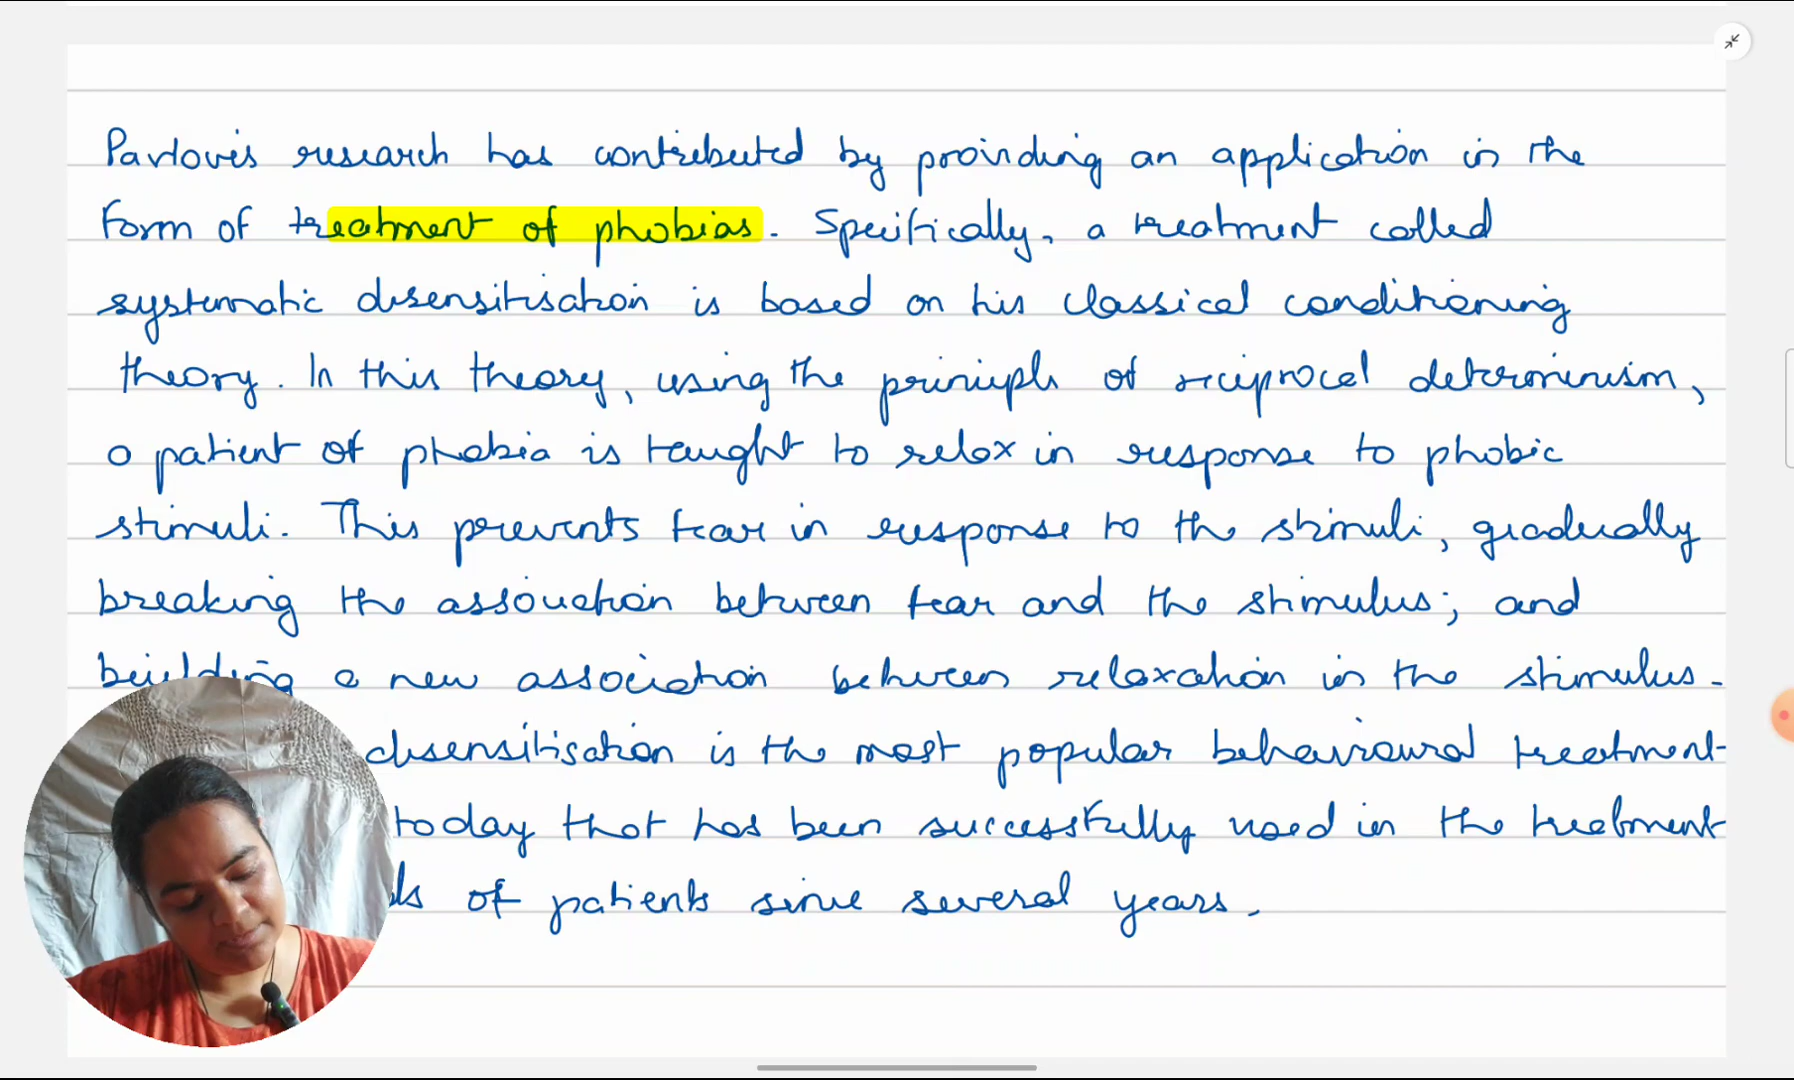 Pavlov's research has contributed by providing an application in the
form of treatment of phobias. Specifically, a treatment called
systematic desensitisation is based on his classical conditioning
theory. In this theory, using the principle of reciprocal determinism,
a patient of phobia is taught to relax in response to phobic
stimuli. This prevents fear in response to the stimuli, gradually
breaking the association between fear and the stimulus; and
building a new association between relaxation in the stimulus.
desensitisation is the most popular behavioural treatment
today that has been successfully used in the treatment
of patients since several years.